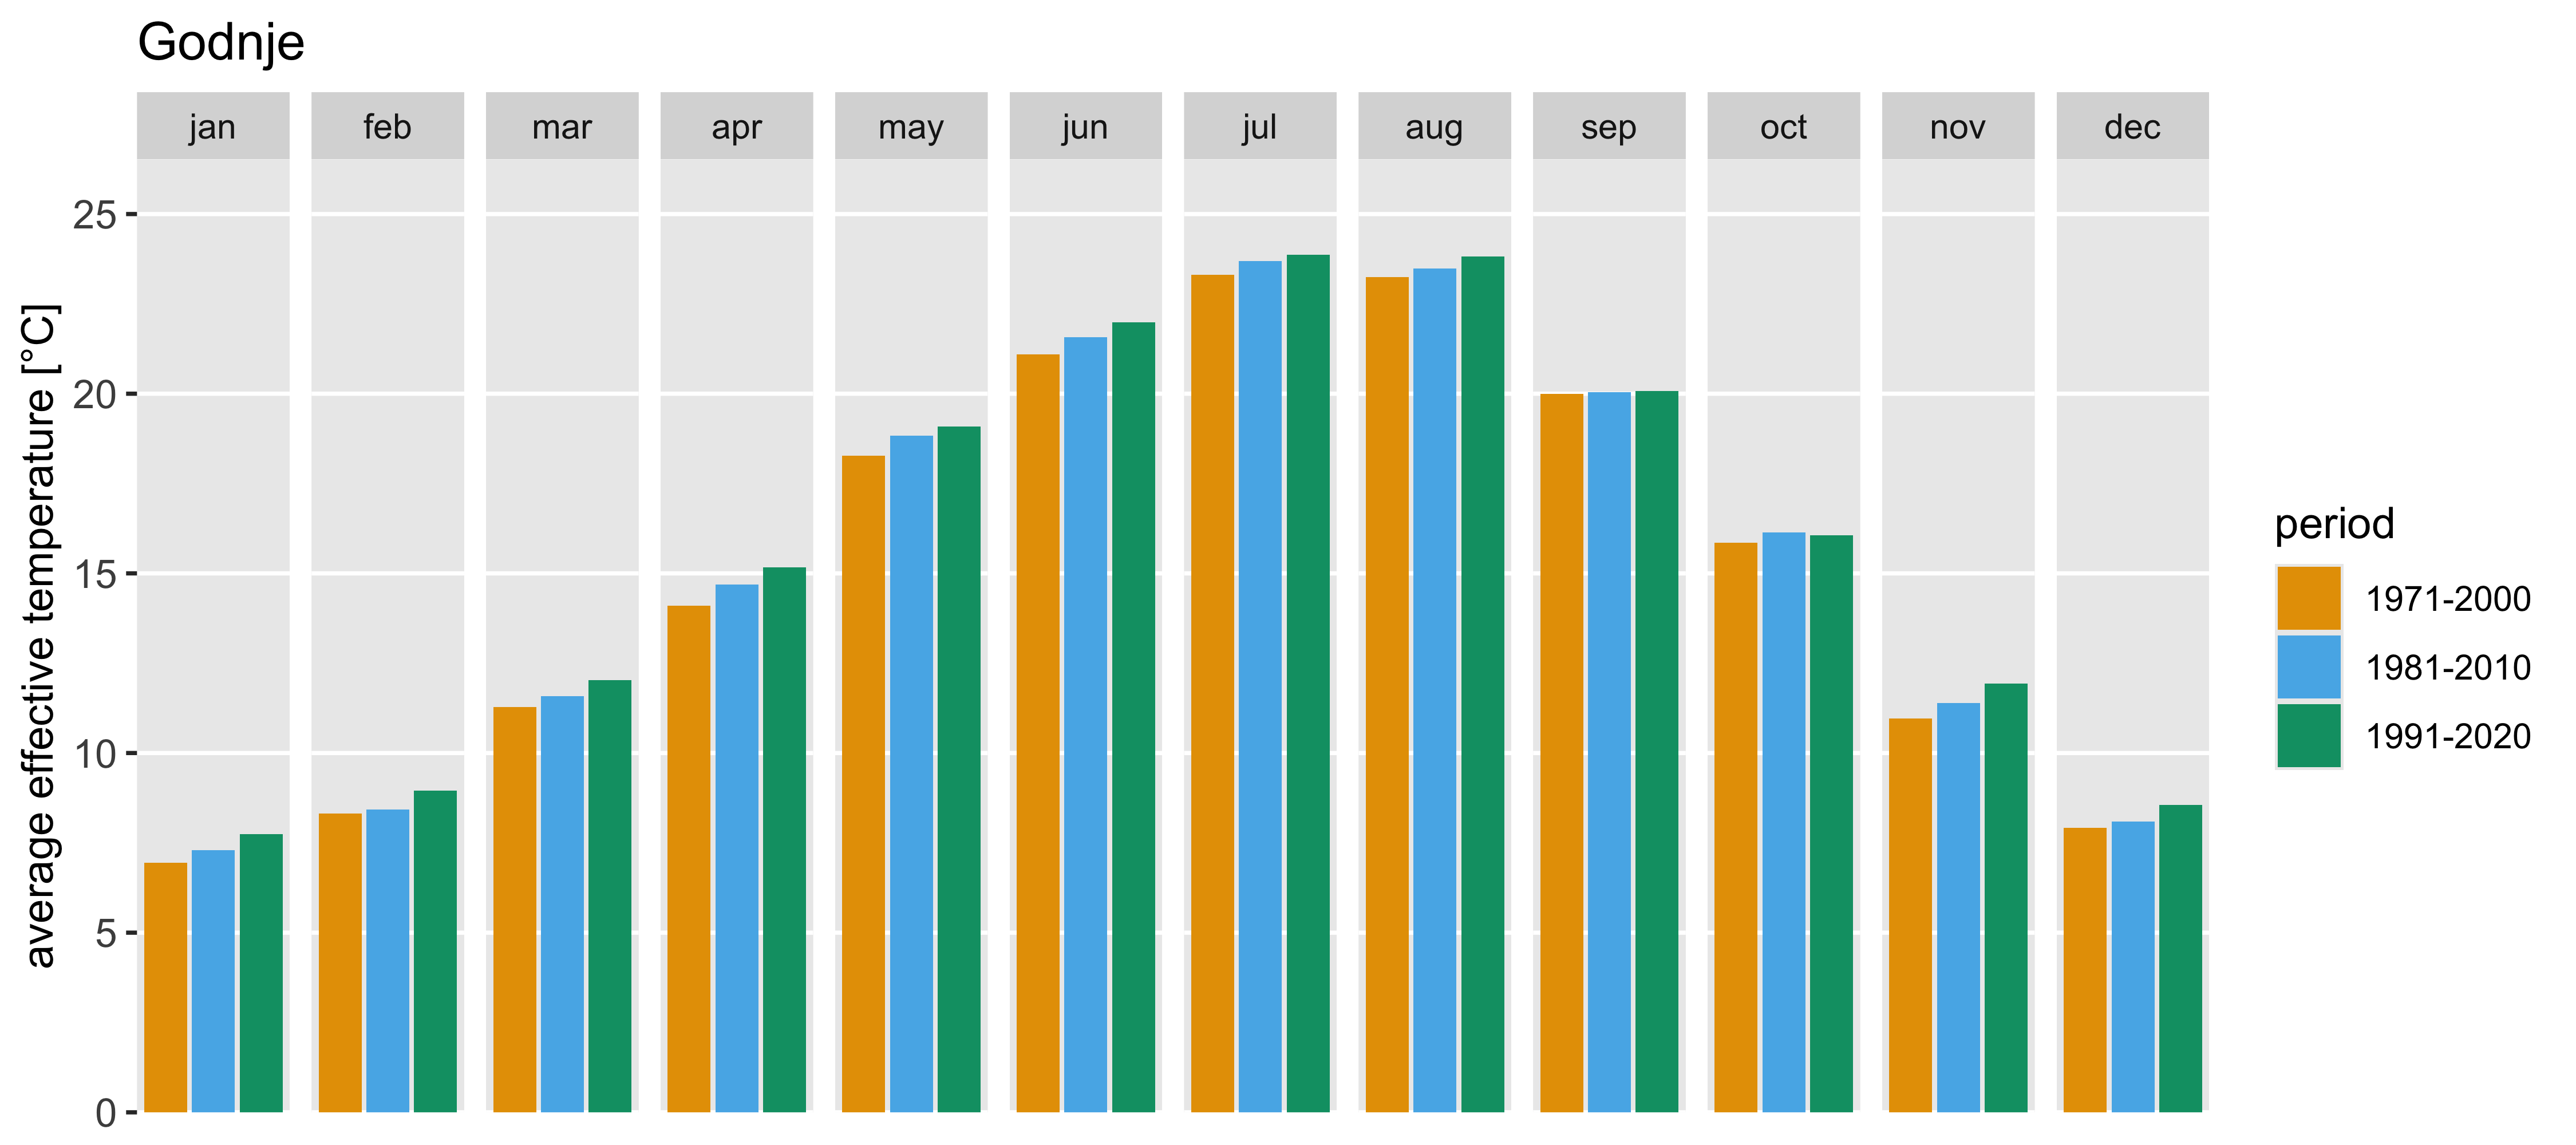 Godnje
jan feb mar apr may jun jul aug sep oct nov dec
average effective temperature [°C]
25
20
15
10
5
0
period
1971-2000
1981-2010
1991-2020